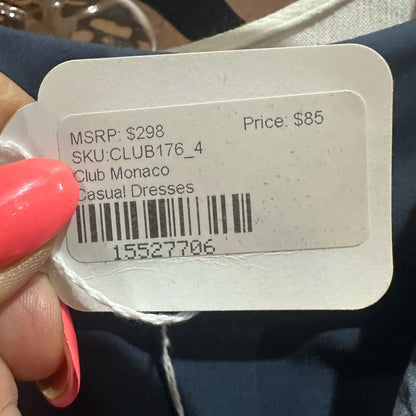 MSRP: $298
Price: $85
SKU:CLUB176_4
Club Monaco
Casual Dresses
15527706